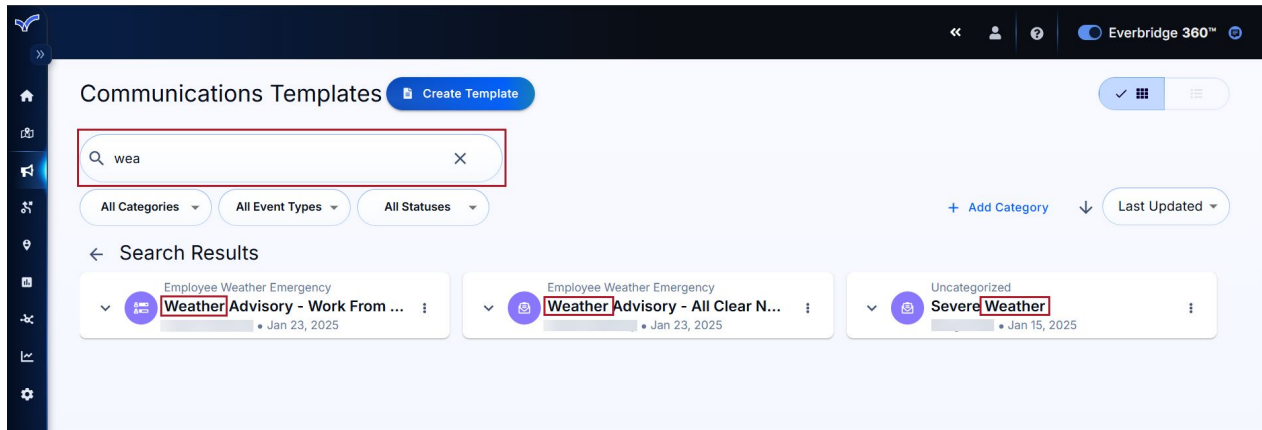 Everbridge 360™
Communications Templates
Create Template
wea
All Categories
All Event Types
All Statuses
+ Add Category
Last Updated
Search Results
Employee Weather Emergency
Weather Advisory - Work From ...
• Jan 23, 2025
Employee Weather Emergency
Weather Advisory - All Clear N...
• Jan 23, 2025
Uncategorized
Severe Weather
• Jan 15, 2025